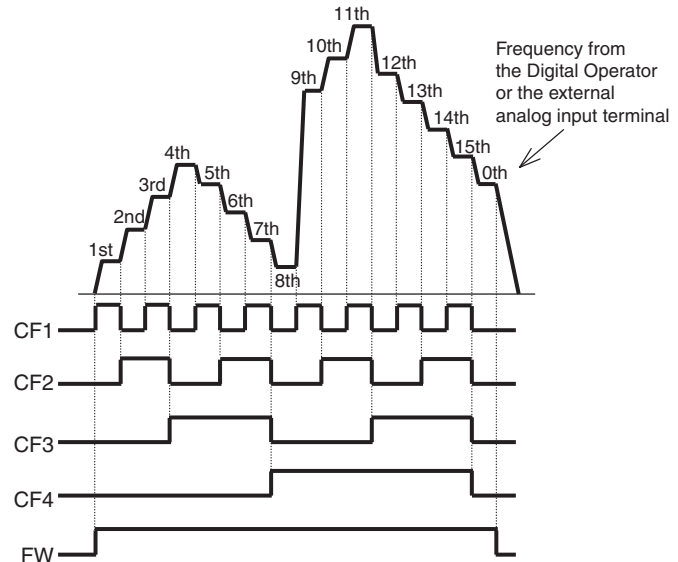 11th
10th
9th
12th
13th
14th
15th
0th
Frequency from
the Digital Operator
or the external
analog input terminal
4th
3rd
5th
2nd
6th
1st
7th
8th
CF1
CF2
CF3
CF4
FW